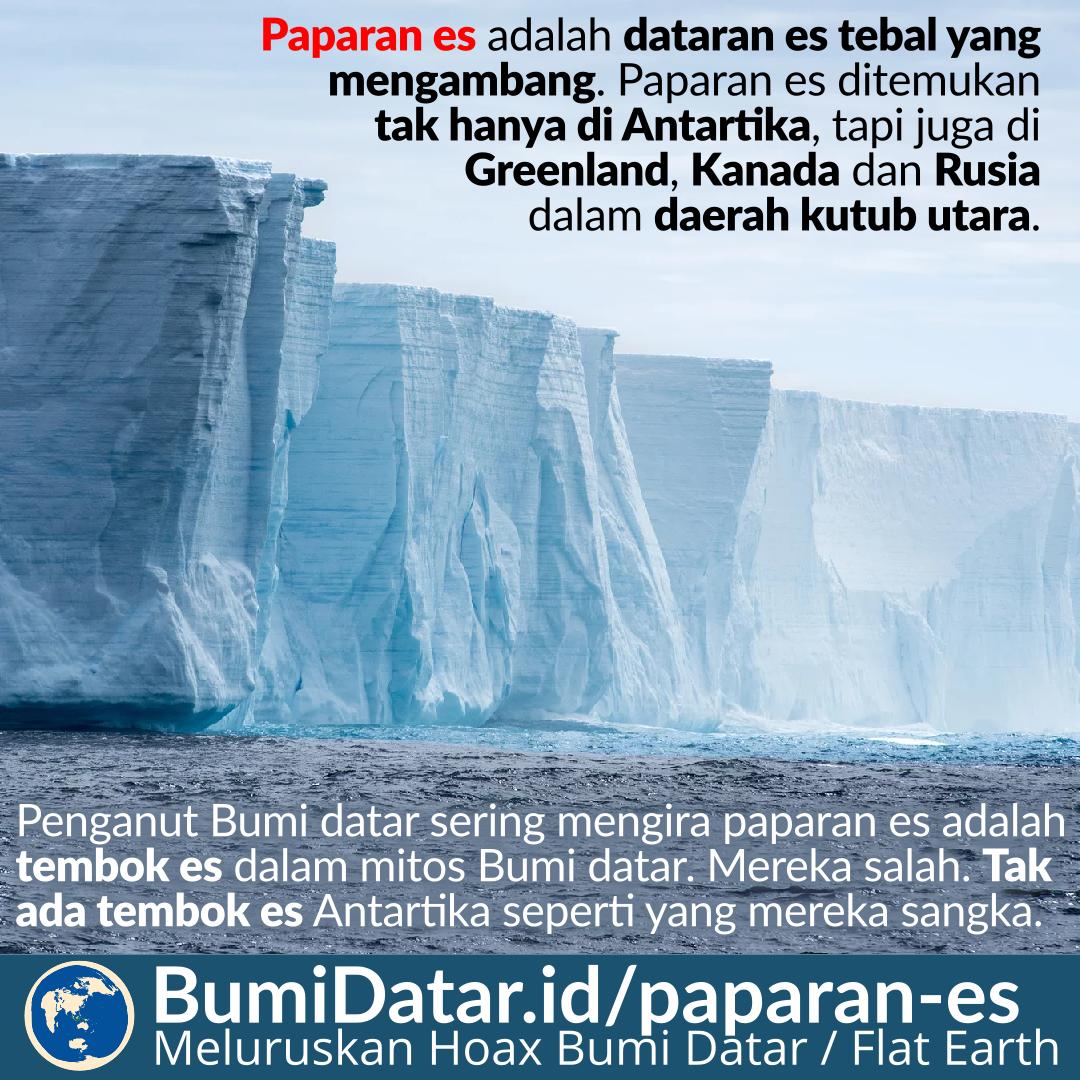 Paparan es adalah dataran es tebal yang
mengambang. Paparan es ditemukan
tak hanya di Antartika, tapi juga di
Greenland, Kanada dan Rusia
dalam daerah kutub utara.
Penganut Bumi datar sering mengira paparan es adalah
tembok es dalam mitos Bumi datar. Mereka salah. Tak
ada tembok es Antartika seperti yang mereka sangka.
BumiDatar.id/paparan-es
Meluruskan Hoax Bumi Datar / Flat Earth